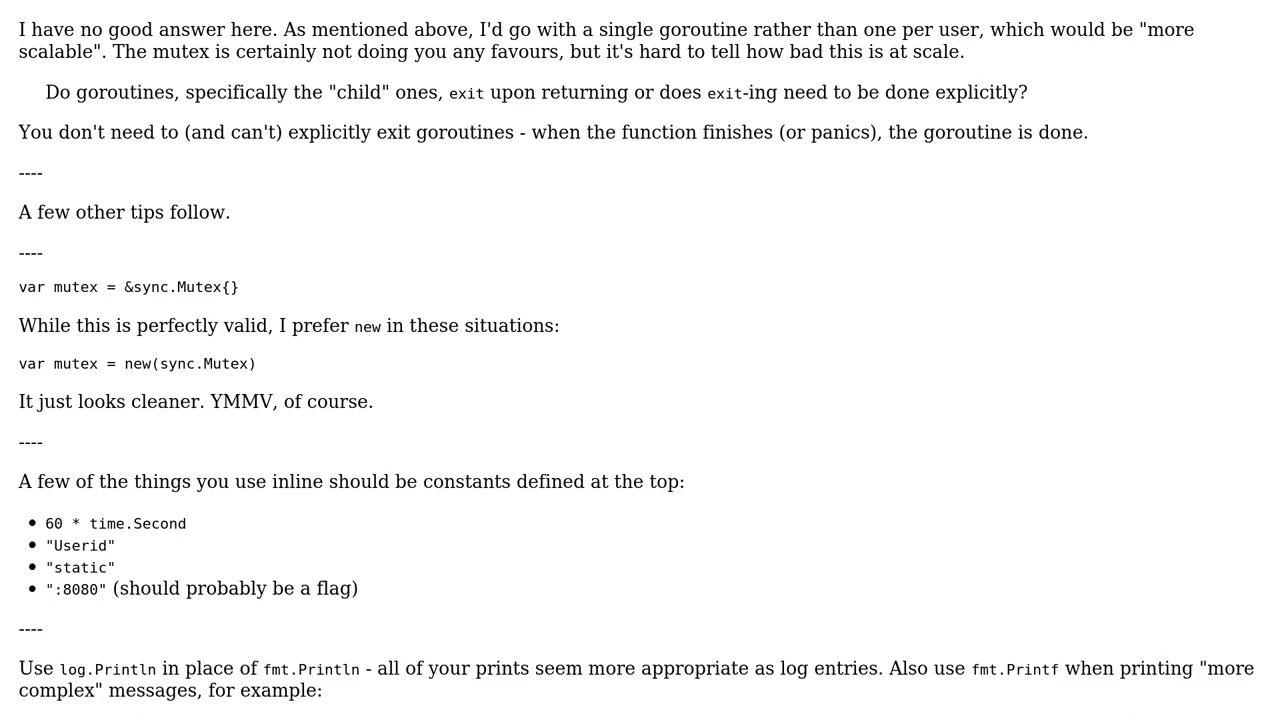 I have no good answer here. As mentioned above, I'd go with a single goroutine rather than one per user, which would be "more
scalable". The mutex is certainly not doing you any favours, but it's hard to tell how bad this is at scale.
Do goroutines, specifically the "child" ones, exit upon returning or does exit-ing need to be done explicitly?
You don't need to (and can't) explicitly exit goroutines - when the function finishes (or panics), the goroutine is done.
----
A few other tips follow.
----
var mutex = &sync.Mutex{}
While this is perfectly valid, I prefer new in these situations:
var mutex = new(sync.Mutex)
It just looks cleaner. YMMV, of course.
----
A few of the things you use inline should be constants defined at the top:
• 60 * time.Second
• "Userid"
• "static"
• ":8080" (should probably be a flag)
----
Use log.Println in place of fmt.Println - all of your prints seem more appropriate as log entries. Also use fmt.Printf when printing "more
complex" messages, for example: